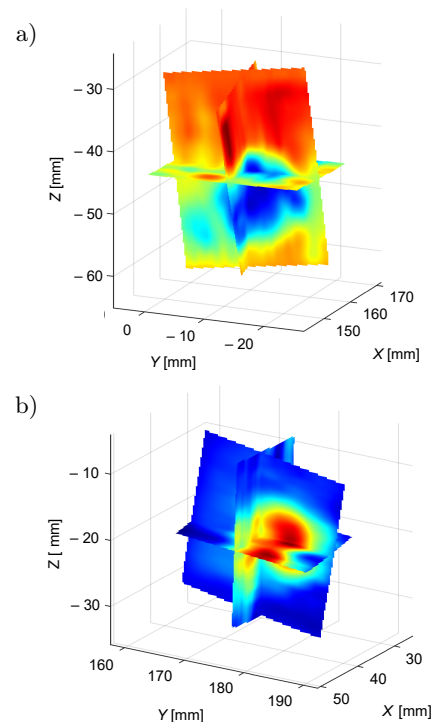 a)
– 30
– 40
Z [mm]
– 50
– 60
170
160
150
0
– 10
– 20
X [mm]
Y [mm]
b)
– 10
– 20
Z [ mm]
– 30
30
40
50
160
170
180
190
X [mm]
Y [mm]